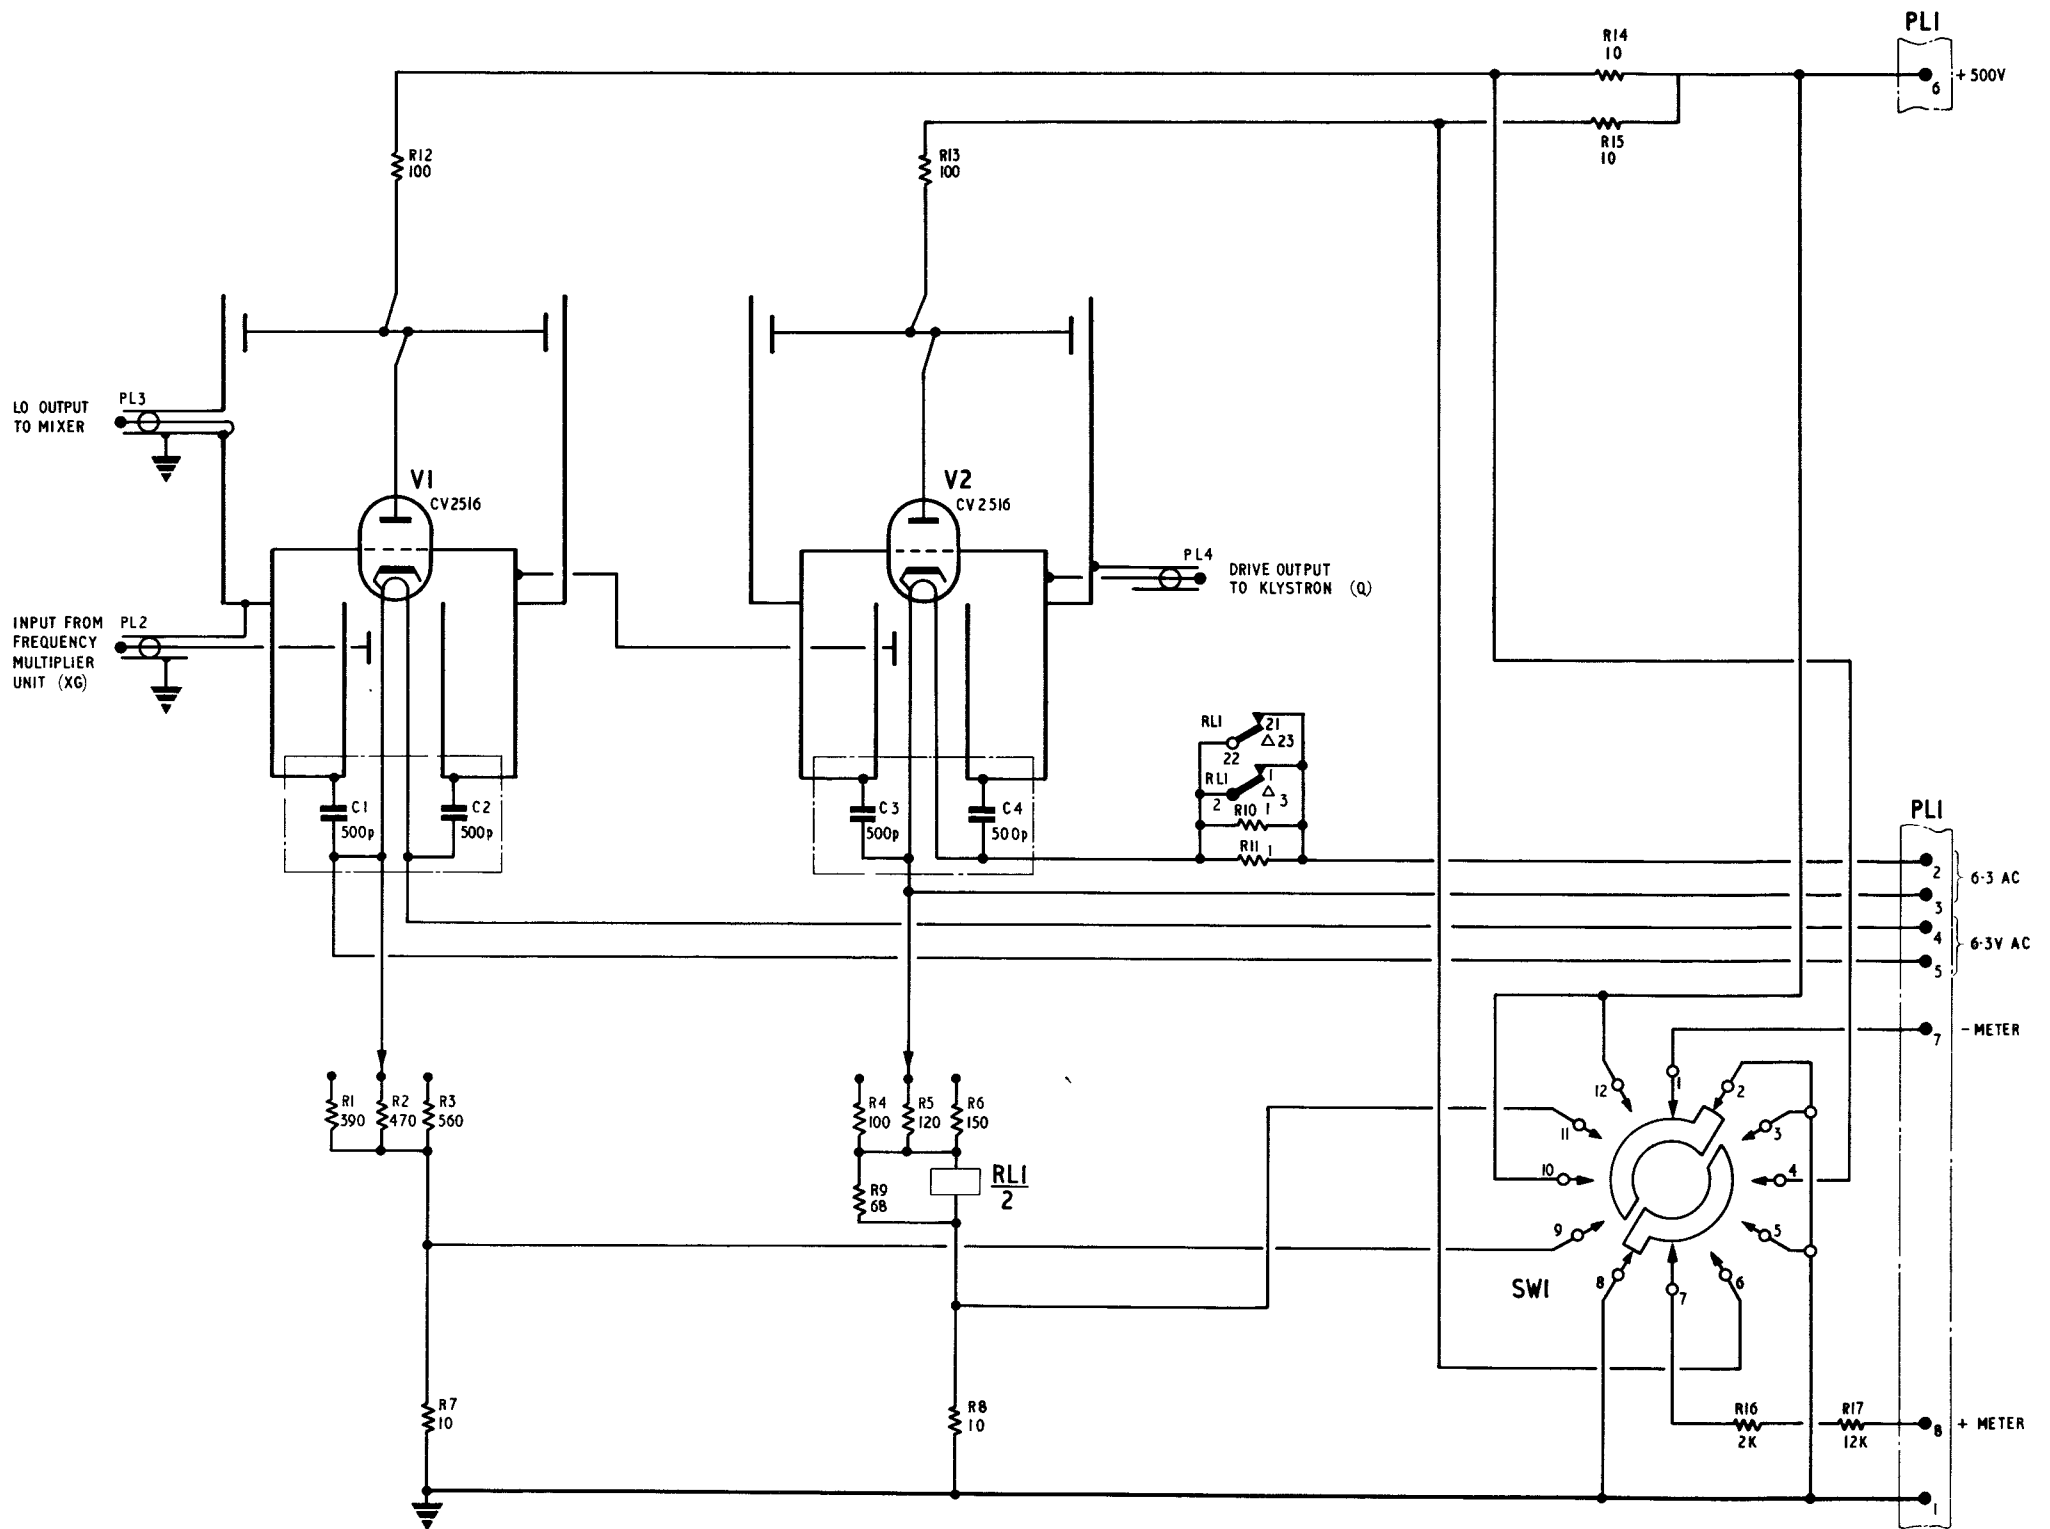 PL1
R14
10
6
+500V
R15
10
R12
100
R13
100
PL3
LO OUTPUT
TO MIXER
V1
CV2516
V2
CV2516
PL4
DRIVE OUTPUT
TO KLYSTRON (Q)
INPUT FROM
FREQUENCY
MULTIPLIER
UNIT (XG)
PL2
RL1
21
23
22
RL1
1
2
3
R10
1
R11
1
C1
500p
C2
500p
C3
500p
C4
500p
PL1
2
6·3 AC
3
4
6·3V AC
5
7
-METER
R1
390
R2
470
R3
560
R4
100
R5
120
R6
150
R9
68
RL1
2
12
1
2
11
3
10
4
9
5
8
7
6
SW1
R7
10
R8
10
R16
2K
R17
12K
8
+ METER
1